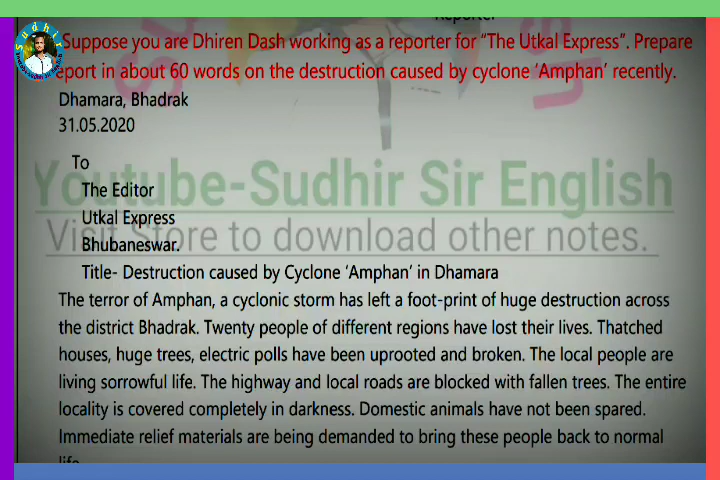 Reporter
Suppose you are Dhiren Dash working as a reporter for "The Utkal Express". Prepare
eport in about 60 words on the destruction caused by cyclone 'Amphan' recently.
Dhamara, Bhadrak
31.05.2020
To
The Editor
Utkal Express
Bhubaneswar.
Youtube-Sudhir Sir English
Visit Store to download other notes.
Title- Destruction caused by Cyclone 'Amphan' in Dhamara
The terror of Amphan, a cyclonic storm has left a foot-print of huge destruction across
the district Bhadrak. Twenty people of different regions have lost their lives. Thatched
houses, huge trees, electric polls have been uprooted and broken. The local people are
living sorrowful life. The highway and local roads are blocked with fallen trees. The entire
locality is covered completely in darkness. Domestic animals have not been spared.
Immediate relief materials are being demanded to bring these people back to normal
life
Sudhir